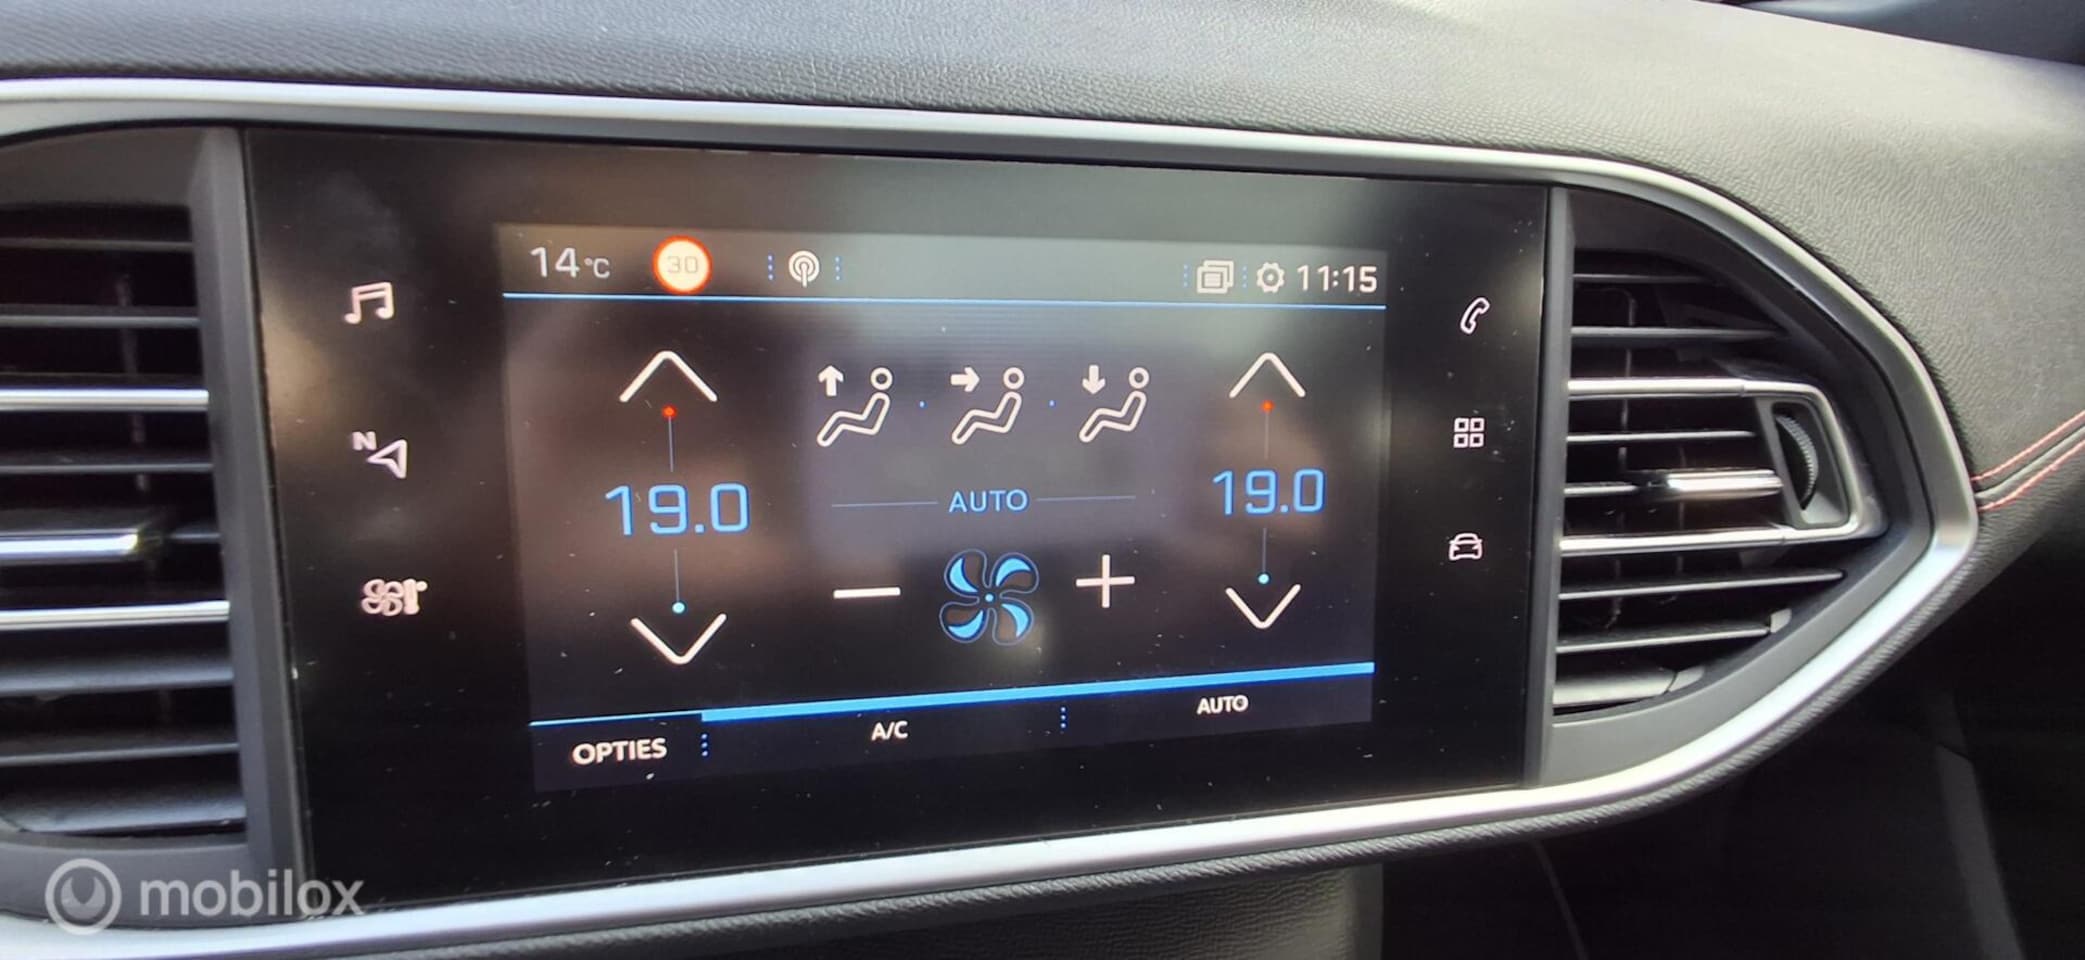 14°C 30 11:15
N
19.0 AUTO 19.0
OPTIES A/C AUTO
mobilox